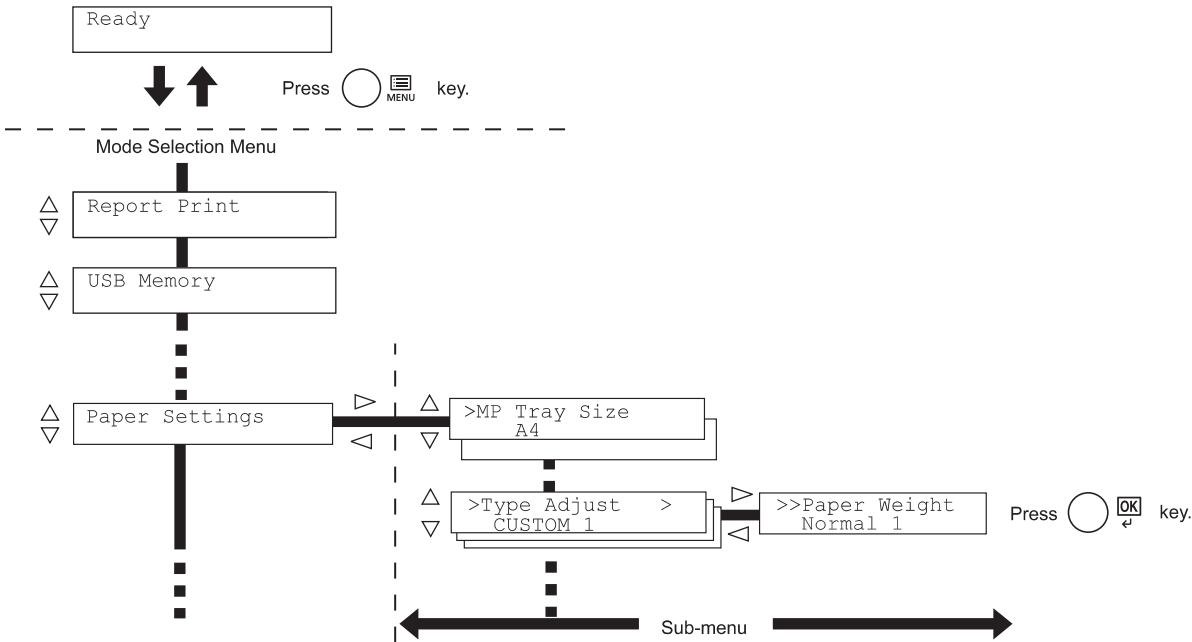 Ready
Press MENU key.
Mode Selection Menu
Report Print
USB Memory
Paper Settings
>MP Tray Size
A4
>Type Adjust >
CUSTOM 1
>>Paper Weight
Normal 1
Press OK key.
Sub-menu